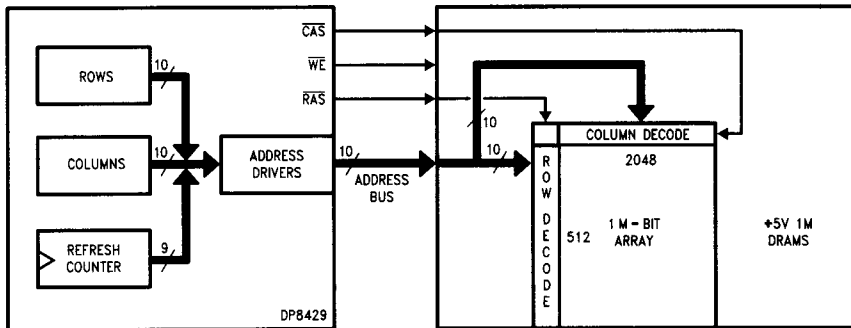 ROWS
10
COLUMNS
10
REFRESH
COUNTER
9
ADDRESS
DRIVERS
DP8429
CAS
WE
RAS
10
ADDRESS
BUS
10
10
COLUMN DECODE
2048
ROW DECODE
512
1 M-BIT
ARRAY
+5V 1M
DRAMS